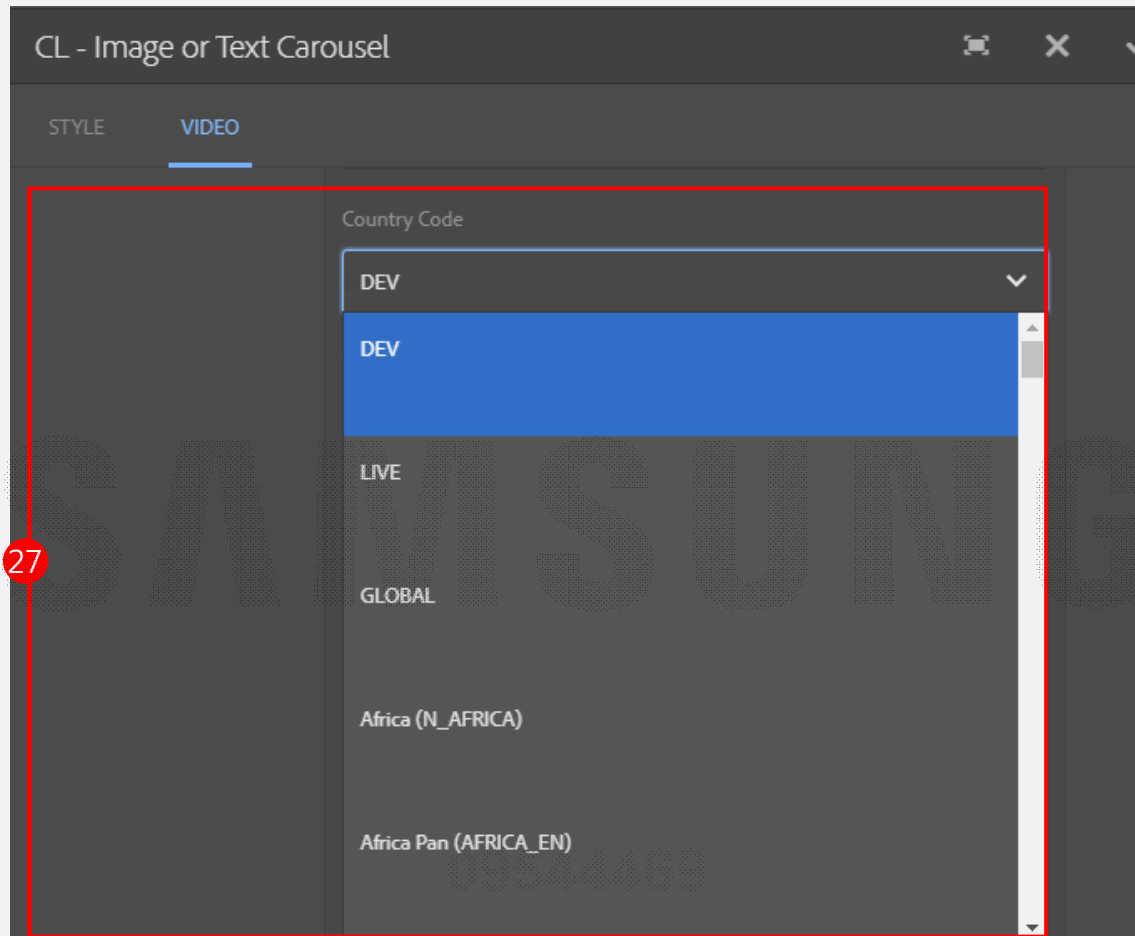 CL - Image or Text Carousel
STYLE VIDEO
Country Code
DEV
DEV
LIVE
SAMSUNG
27
GLOBAL
Africa (N_AFRICA)
Africa Pan (AFRICA_EN)
09544469